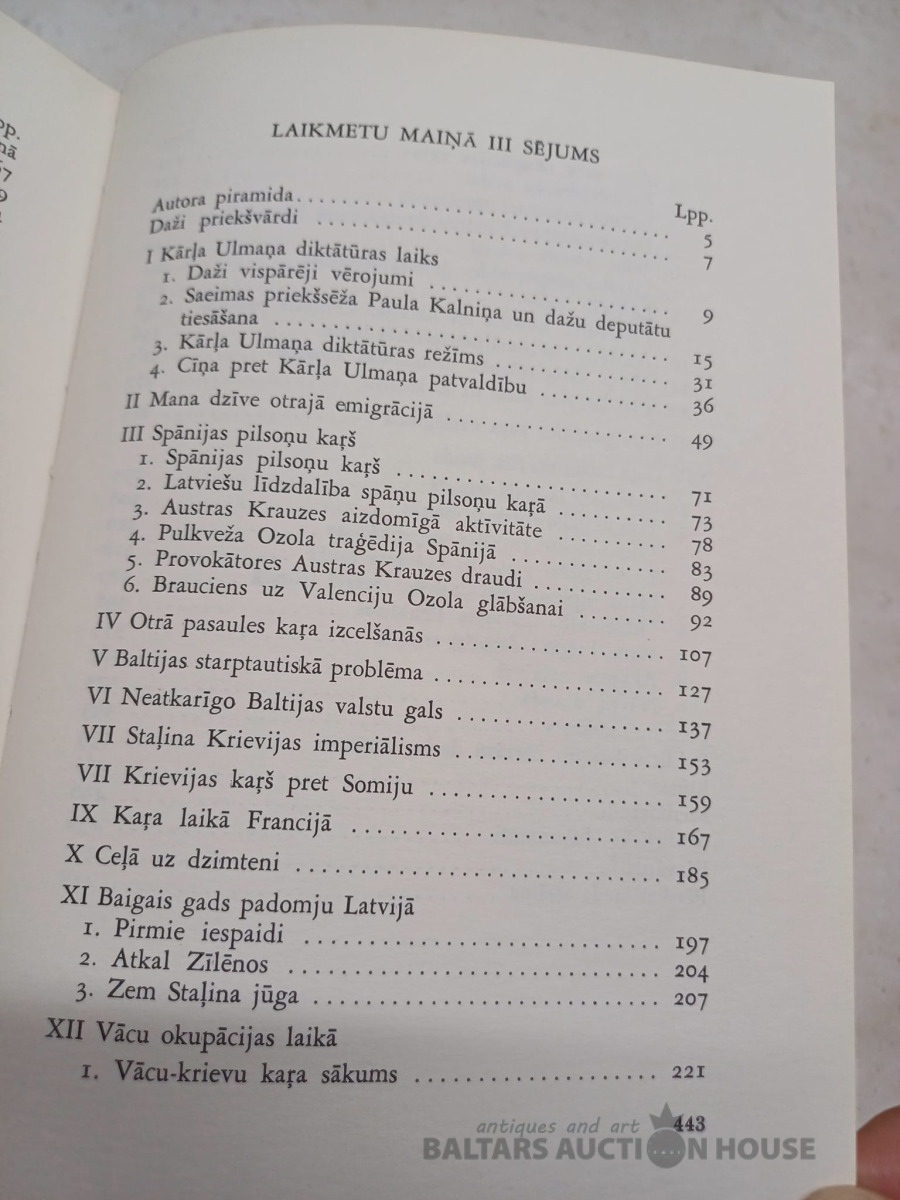 LAIKMETU MAIŅĀ III SĒJUMS
Lpp.
Autora piramida 5
Daži priekšvārdi 7
I Kārļa Ulmaņa diktātūras laiks
1. Daži vispārēji vērojumi 9
2. Saeimas priekšsēža Paula Kalniņa un dažu deputātu
tiesāšana 15
3. Kārļa Ulmaņa diktātūras režīms 31
4. Cīņa pret Kārļa Ulmaņa patvaldību 36
II Mana dzīve otrajā emigrācijā 49
III Spānijas pilsoņu kaŗš
1. Spānijas pilsoņu kaŗš 71
2. Latviešu līdzdalība spāņu pilsoņu kaŗā 73
3. Austras Krauzes aizdomīgā aktīvitāte 78
4. Pulkveža Ozola traģēdija Spānijā 83
5. Provokātores Austras Krauzes draudi 89
6. Brauciens uz Valenciju Ozola glābšanai 92
IV Otrā pasaules kaŗa izcelšanās 107
V Baltijas starptautiskā problēma 127
VI Neatkarīgo Baltijas valstu gals 137
VII Staļina Krievijas imperiālisms 153
VII Krievijas kaŗš pret Somiju 159
IX Kaŗa laikā Francijā 167
X Ceļā uz dzimteni 185
XI Baigais gads padomju Latvijā
1. Pirmie iespaidi 197
2. Atkal Zīlēnos 204
3. Zem Staļina jūga 207
XII Vācu okupācijas laikā
1. Vācu-krievu kaŗa sākums 221
443
antiques and art
BALTARS AUCTION HOUSE